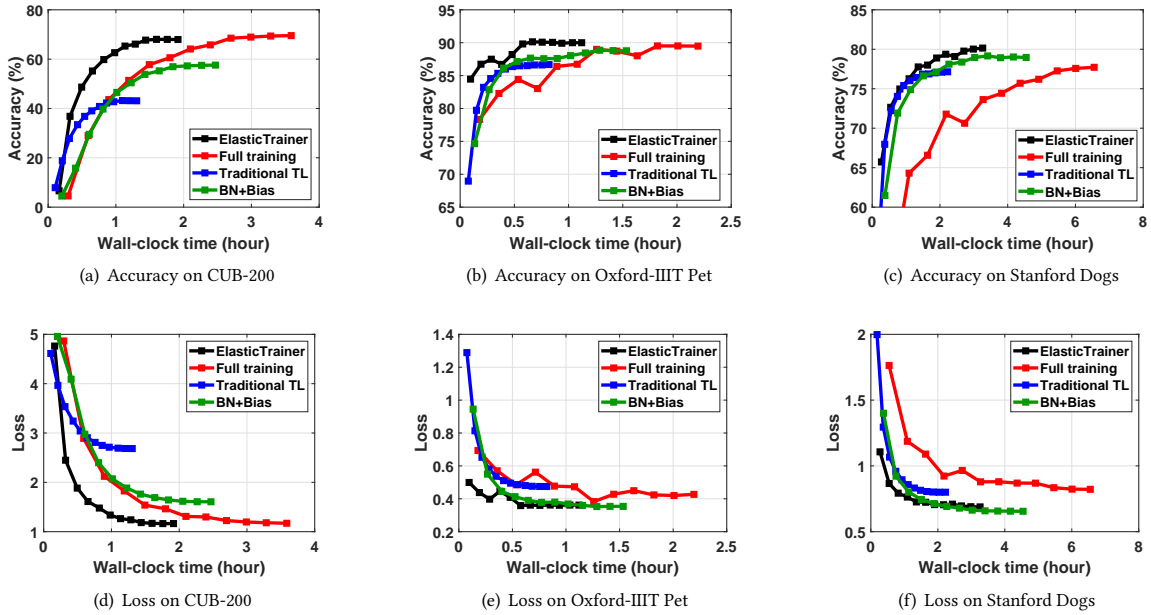 80
60
40
20
0
Accuracy (%)
0 1 2 3 4
Wall-clock time (hour)
ElasticTrainer
Full training
Traditional TL
BN+Bias
(a) Accuracy on CUB-200
95
90
85
80
75
70
65
Accuracy (%)
0 0.5 1 1.5 2 2.5
Wall-clock time (hour)
ElasticTrainer
Full training
Traditional TL
BN+Bias
(b) Accuracy on Oxford-IIIT Pet
85
80
75
70
65
60
Accuracy (%)
0 2 4 6 8
Wall-clock time (hour)
ElasticTrainer
Full training
Traditional TL
BN+Bias
(c) Accuracy on Stanford Dogs
5
4
3
2
1
Loss
0 1 2 3 4
Wall-clock time (hour)
ElasticTrainer
Full training
Traditional TL
BN+Bias
(d) Loss on CUB-200
1.4
1.2
1
0.8
0.6
0.4
0.2
Loss
0 0.5 1 1.5 2 2.5
Wall-clock time (hour)
ElasticTrainer
Full training
Traditional TL
BN+Bias
(e) Loss on Oxford-IIIT Pet
2
1.5
1
0.5
Loss
0 2 4 6 8
Wall-clock time (hour)
ElasticTrainer
Full training
Traditional TL
BN+Bias
(f) Loss on Stanford Dogs